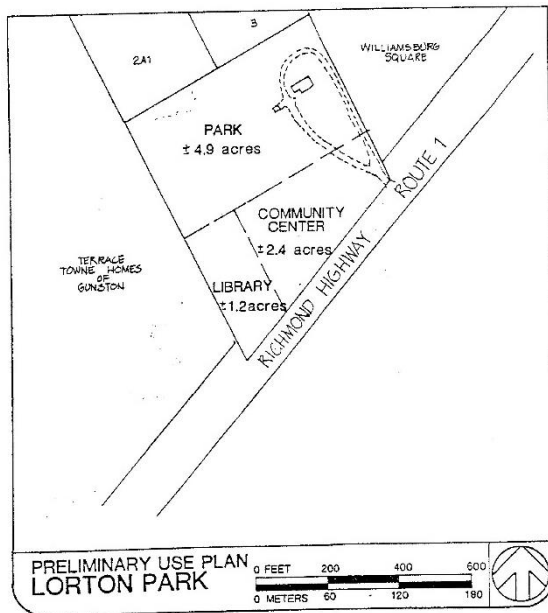 3
2A1
WILLIAMSBURG
SQUARE
PARK
±4.9 acres
ROUTE 1
COMMUNITY
CENTER
±2.4 acres
TERRACE
TOWNE HOMES
OF
GUNSTON
LIBRARY
±1.2acres
RICHMOND HIGHWAY
PRELIMINARY USE PLAN
LORTON PARK
0 FEET 200 400 600
0 METERS 60 120 180